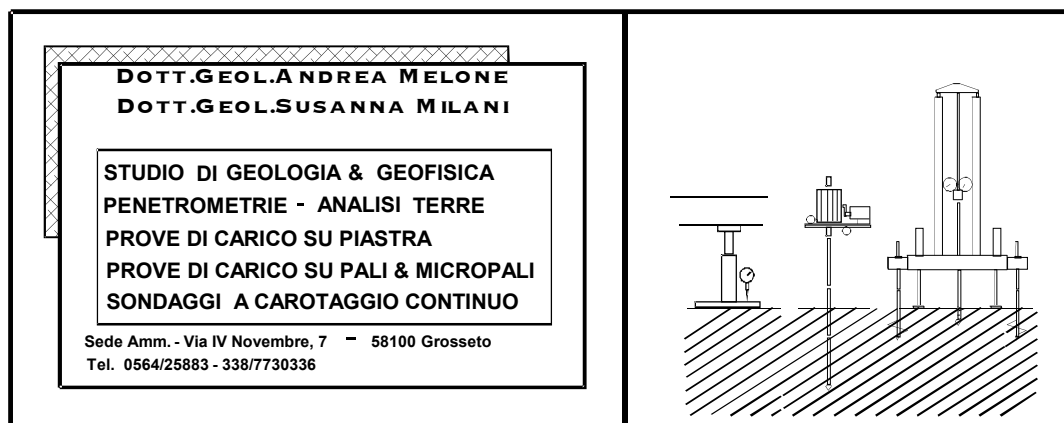 DOTT.GEOL.ANDREA MELONE
DOTT.GEOL.SUSANNA MILANI
STUDIO DI GEOLOGIA & GEOFISICA
PENETROMETRIE - ANALISI TERRE
PROVE DI CARICO SU PIASTRA
PROVE DI CARICO SU PALI & MICROPALI
SONDAGGI A CAROTAGGIO CONTINUO
Sede Amm. - Via IV Novembre, 7 - 58100 Grosseto
Tel. 0564/25883 - 338/7730336